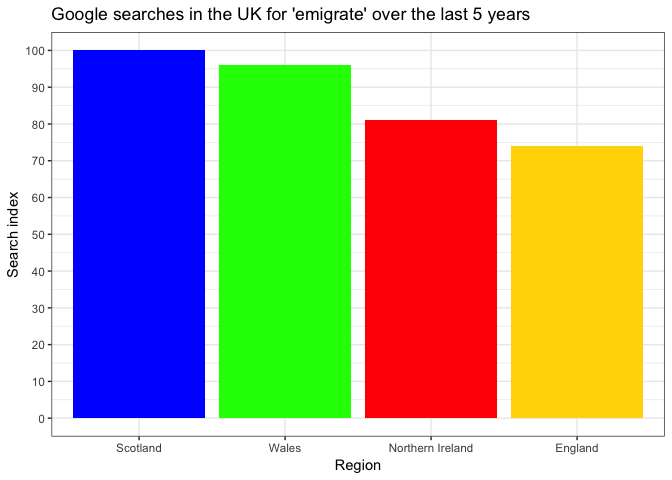 Google searches in the UK for 'emigrate' over the last 5 years
Search index
100
90
80
70
60
50
40
30
20
10
0
Scotland Wales Northern Ireland England
Region